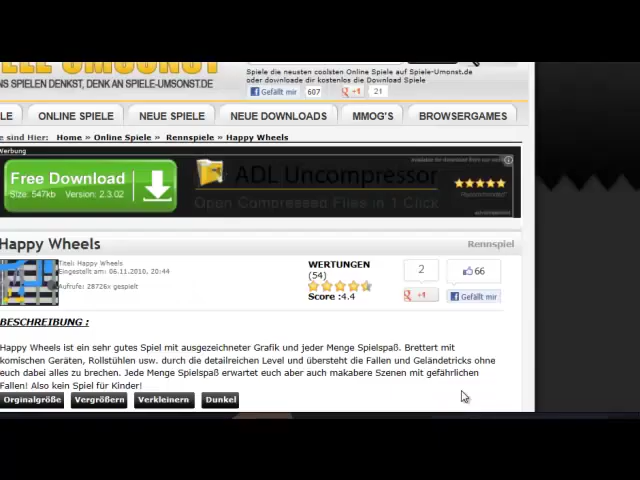 ELE UMSONST
NS SPIELEN DENKST, DENK AN SPIELE-UMSONST.DE
Spiele die neusten coolsten Online Spiele auf Spiele-Umonst.de
oder downloade dir kostenlos die Download Spiele
Gefällt mir 607 +1 21
LE ONLINE SPIELE NEUE SPIELE NEUE DOWNLOADS MMOG'S BROWSERGAMES
e sind Hier: Home » Online Spiele » Rennspiele » Happy Wheels
Werbung
Free Download
Size. 547kb Version: 2.3.02
ADL Uncompressor
Open Compressed Files in 1 Click
Happy Wheels Rennspiel
Titel: Happy Wheels
Eingestellt am: 06.11.2010, 20:44
Aufrufe: 28726x gespielt
WERTUNGEN
(54)
Score :4.4
2 66
+1 Gefällt mir
BESCHREIBUNG :
Happy Wheels ist ein sehr gutes Spiel mit ausgezeichneter Grafik und jeder Menge Spielspaß. Brettert mit
komischen Geräten, Rollstühlen usw. durch die detailreichen Level und übersteht die Fallen und Geländetricks ohne
euch dabei alles zu brechen. Jede Menge Spielspaß erwartet euch aber auch makabere Szenen mit gefährlichen
Fallen! Also kein Spiel für Kinder!
Orginalgröße Vergrößern Verkleinern Dunkel